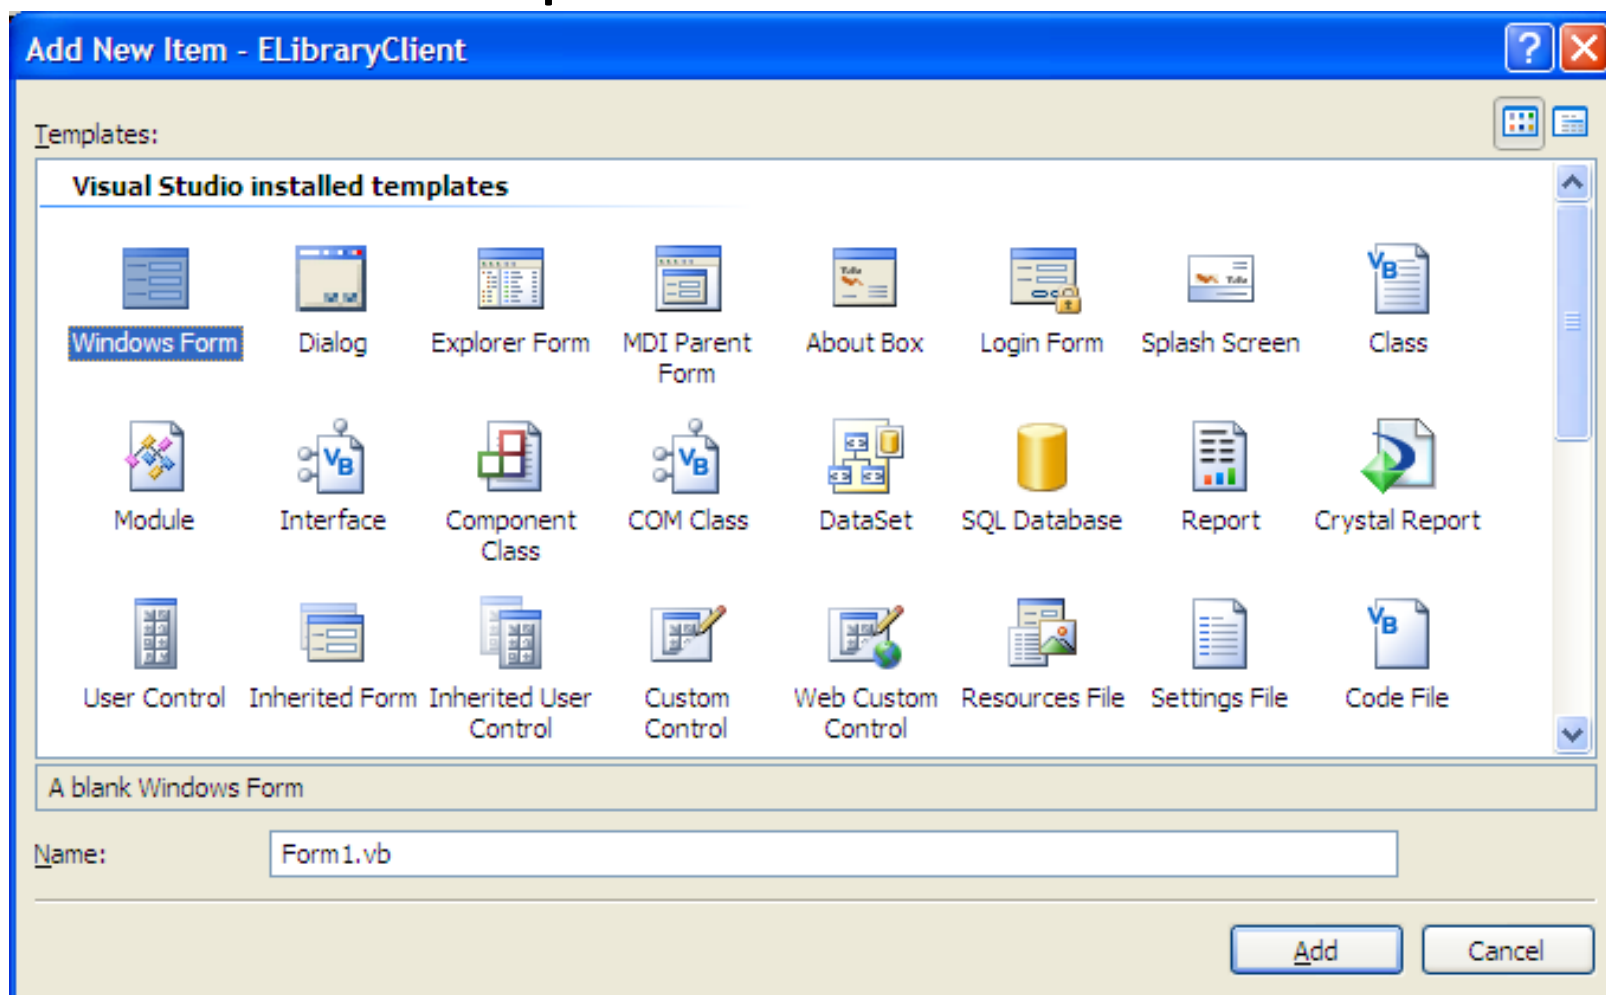 Add New Item - ELibraryClient
Templates:
Visual Studio installed templates
Windows Form
Dialog
Explorer Form
MDI Parent
Form
About Box
Login Form
Splash Screen
Class
Module
Interface
Component
Class
COM Class
DataSet
SQL Database
Report
Crystal Report
User Control
Inherited Form
Inherited User
Control
Custom
Control
Web Custom
Control
Resources File
Settings File
Code File
A blank Windows Form
Name:
Form1.vb
Add
Cancel